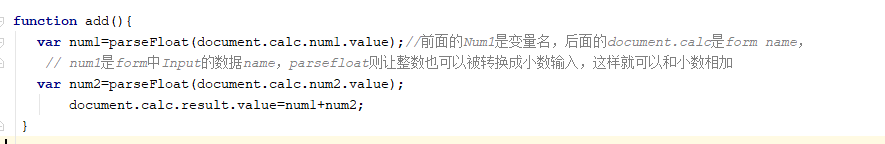 function add(){
var num1=parseFloat(document.calc.num1.value);//前面的Num1是变量名，后面的document.calc是form name，
// num1是form中Input的数据name，parsefloat则让整数也可以被转换成小数输入，这样就可以和小数相加
var num2=parseFloat(document.calc.num2.value);
document.calc.result.value=num1+num2;
}